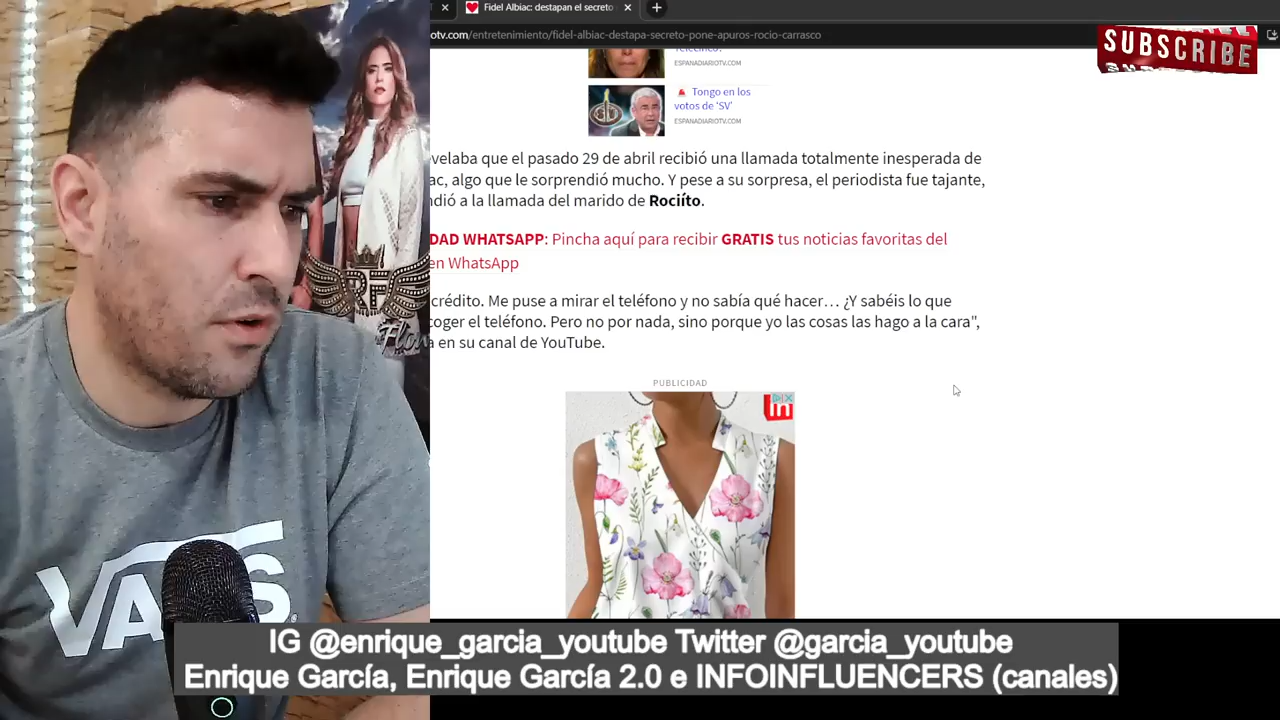 Fidel Albiac: destapan el secreto
otv.com/entretenimiento/fidel-albiac-destapa-secreto-pone-apuros-rocio-carrasco
SUBSCRIBE
ESPANADIARIOTV.COM
Tongo en los
votos de 'SV'
ESPANADIARIOTV.COM
velaba que el pasado 29 de abril recibió una llamada totalmente inesperada de
ac, algo que le sorprendió mucho. Y pese a su sorpresa, el periodista fue tajante,
ndió a la llamada del marido de Rociíto.
DAD WHATSAPP: Pincha aquí para recibir GRATIS tus noticias favoritas del
en WhatsApp
crédito. Me puse a mirar el teléfono y no sabía qué hacer… ¿Y sabéis lo que
coger el teléfono. Pero no por nada, sino porque yo las cosas las hago a la cara",
a en su canal de YouTube.
PUBLICIDAD
RF
Flow
VANS
IG @enrique_garcia_youtube Twitter @garcia_youtube
Enrique García, Enrique García 2.0 e INFOINFLUENCERS (canales)